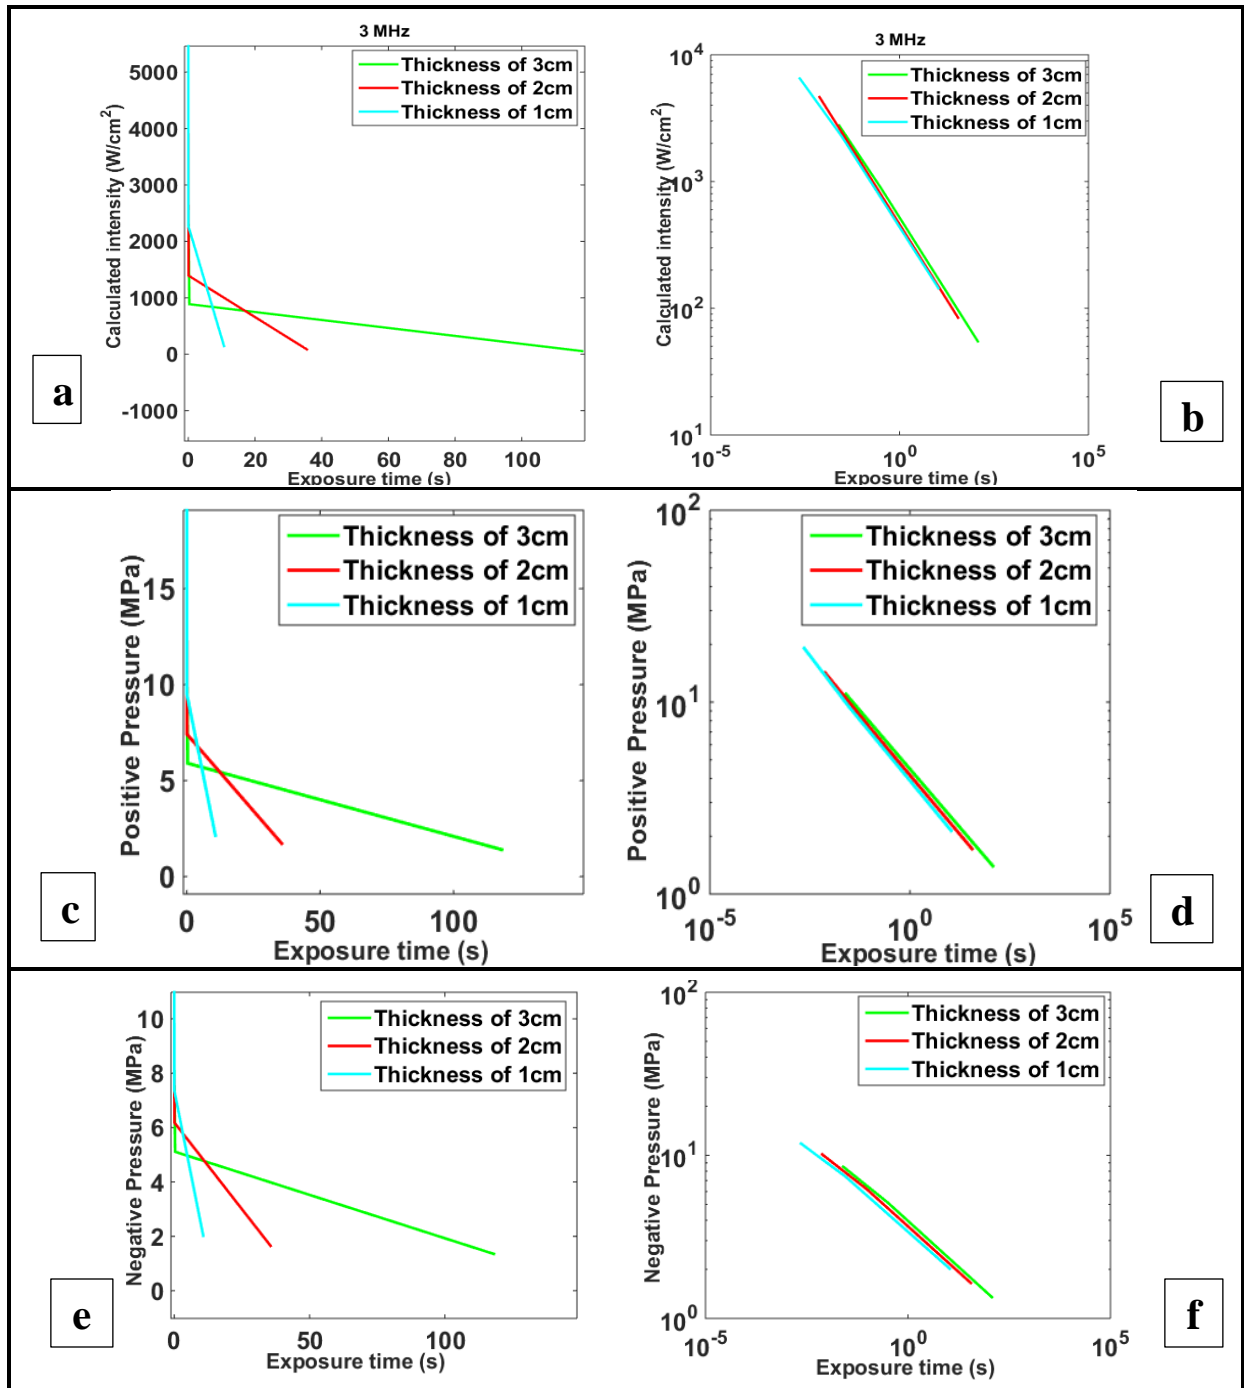 3 MHz
Calculated intensity (W/cm²)
5000
4000
3000
2000
1000
0
-1000
Thickness of 3cm
Thickness of 2cm
Thickness of 1cm
0 20 40 60 80 100
Exposure time (s)
a
3 MHz
Calculated intensity (W/cm²)
10⁴
10³
10²
10¹
Thickness of 3cm
Thickness of 2cm
Thickness of 1cm
10⁻⁵ 10⁰ 10⁵
Exposure time (s)
b
Positive Pressure (MPa)
15
10
5
0
Thickness of 3cm
Thickness of 2cm
Thickness of 1cm
0 50 100
Exposure time (s)
c
Positive Pressure (MPa)
10²
10¹
10⁰
Thickness of 3cm
Thickness of 2cm
Thickness of 1cm
10⁻⁵ 10⁰ 10⁵
Exposure time (s)
d
Negative Pressure (MPa)
10
8
6
4
2
0
Thickness of 3cm
Thickness of 2cm
Thickness of 1cm
0 50 100
Exposure time (s)
e
Negative Pressure (MPa)
10²
10¹
10⁰
Thickness of 3cm
Thickness of 2cm
Thickness of 1cm
10⁻⁵ 10⁰ 10⁵
Exposure time (s)
f